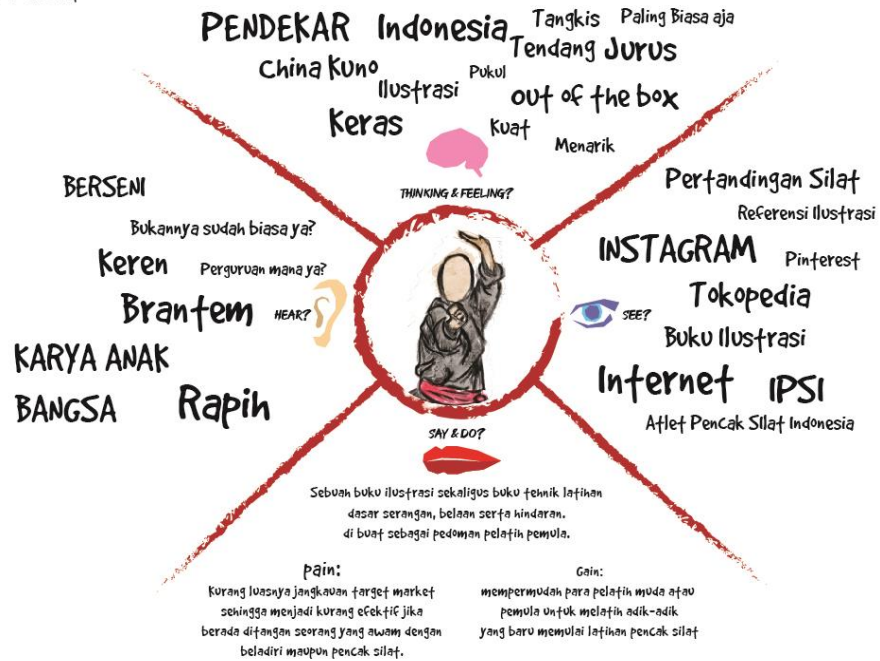 PENDEKAR Indonesia Tangkis Paling Biasa aja
Tendang Jurus
China Kuno Pukul
Ilustrasi out of the box
Keras Kuat
Menarik
THINKING & FEELING?
BERSENI
Bukannya sudah biasa ya?
Keren Perguruan mana ya?
Brantem HEAR?
KARYA ANAK
BANGSA Rapih
Pertandingan Silat
Referensi Ilustrasi
INSTAGRAM Pinterest
Tokopedia
SEE?
Buku Ilustrasi
Internet IPSI
Atlet Pencak SIlat Indonesia
SAY & DO?
Sebuah buku ilustrasi sekaligus buku tehnik latihan
dasar serangan, belaan serta hindaran.
di buat sebagai pedoman pelatih pemula.
pain:
Kurang luasnya jangkauan target market
sehingga menjadi kurang efektif jika
berada ditangan seorang yang awam dengan
beladiri maupun pencak silat.
Gain:
mempermudah para pelatih muda atau
pemula untuk melatih adik-adik
yang baru memulai latihan pencak silat